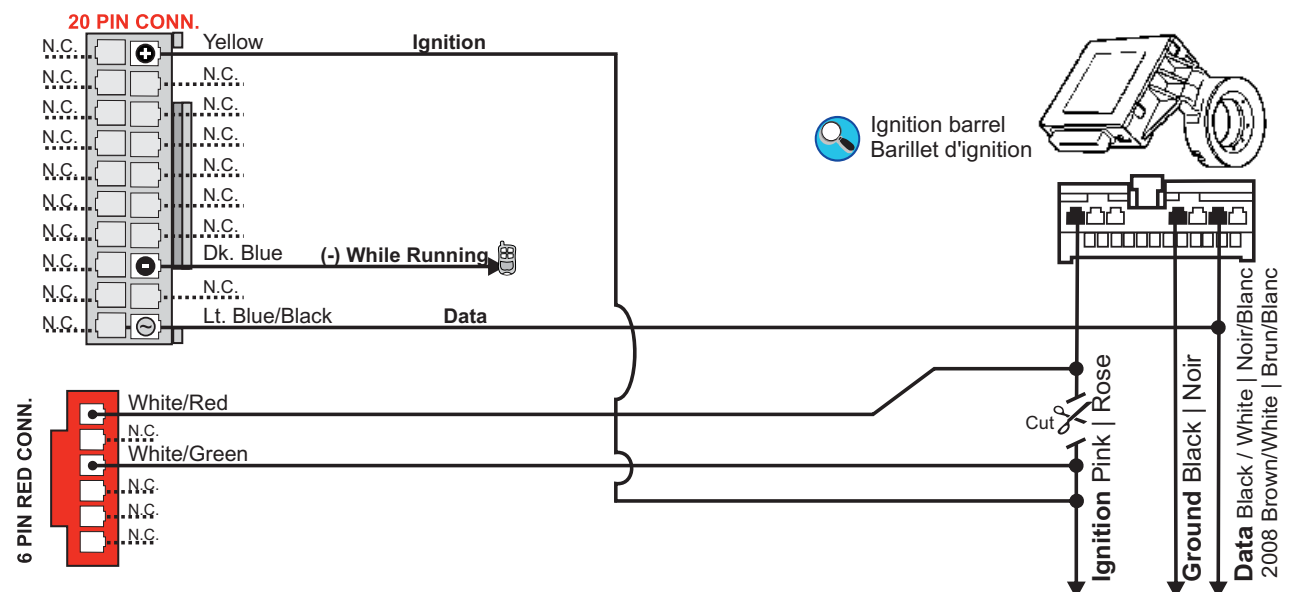 20 PIN CONN.
N.C. Yellow Ignition
N.C. N.C.
N.C. N.C.
N.C. N.C.
N.C. N.C.
N.C. N.C.
N.C. N.C.
N.C. Dk. Blue (-) While Running
N.C. N.C.
N.C. Lt. Blue/Black Data
Ignition barrel
Barillet d'ignition
6 PIN RED CONN.
White/Red
N.C.
White/Green
N.C.
N.C.
N.C.
Cut
Ignition Pink | Rose
Ground Black | Noir
Data Black / White | Noir/Blanc
2008 Brown/White | Brun/Blanc